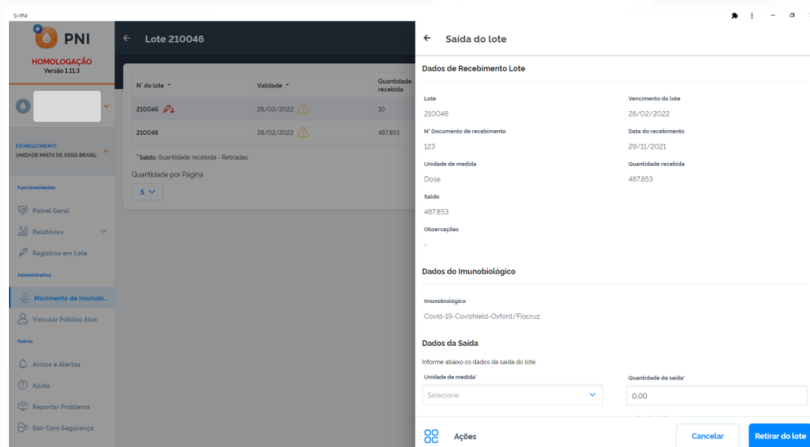 SI-PNI
PNI
HOMOLOGAÇÃO
Versão 1.11.3
ESTABELECIMENTO
UNIDADE MISTA DE ASSIS BRASIL
Funcionalidades
Painel Geral
Relatórios
Registros em Lote
Administrativo
Movimento de Imunobi...
Vincular Público Alvo
Outros
Avisos e Alertas
Ajuda
Reportar Problema
Sair Com Segurança
Lote 210046
N° do lote Validade Quantidade recebida
210046 28/02/2022 10
210046 28/02/2022 487.853
*Saldo: Quantidade recebida - Retiradas
Quantidade por Página
5
Saída do lote
Dados de Recebimento Lote
Lote Vencimento do lote
210046 28/02/2022
N° Documento de recebimento Data do recebimento
123 29/11/2021
Unidade de medida Quantidade recebida
Dose 487.853
Saldo
487.853
Observações
-
Dados do Imunobiológico
Imunobiológico
Covid-19-Covishield-Oxford/Fiocruz
Dados da Saída
Informe abaixo os dados da saída do lote.
Unidade de medida* Quantidade da saída*
Selecione 0,00
Ações Cancelar Retirar do lote